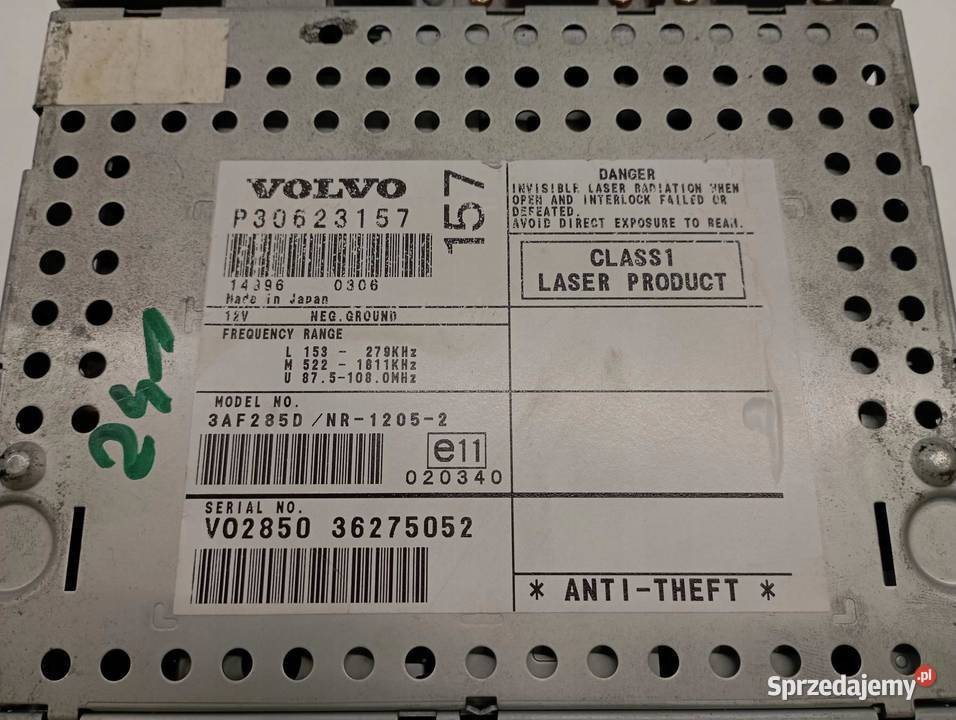 VOLVO
P30623157
157
14396 0306
Made in Japan
12V NEG.GROUND
FREQUENCY RANGE
L 153 - 279KHz
M 522 - 1611KHz
U 87.5-108.0MHz
MODEL NO.
3AF285D/NR-1205-2
e11
020340
SERIAL NO.
VO2850 36275052
DANGER
INVISIBLE LASER RADIATION WHEN
OPEN AND INTERLOCK FAILED OR
DEFEATED.
AVOID DIRECT EXPOSURE TO BEAM.
CLASS1
LASER PRODUCT
* ANTI-THEFT *
Sprzedajemy.pl